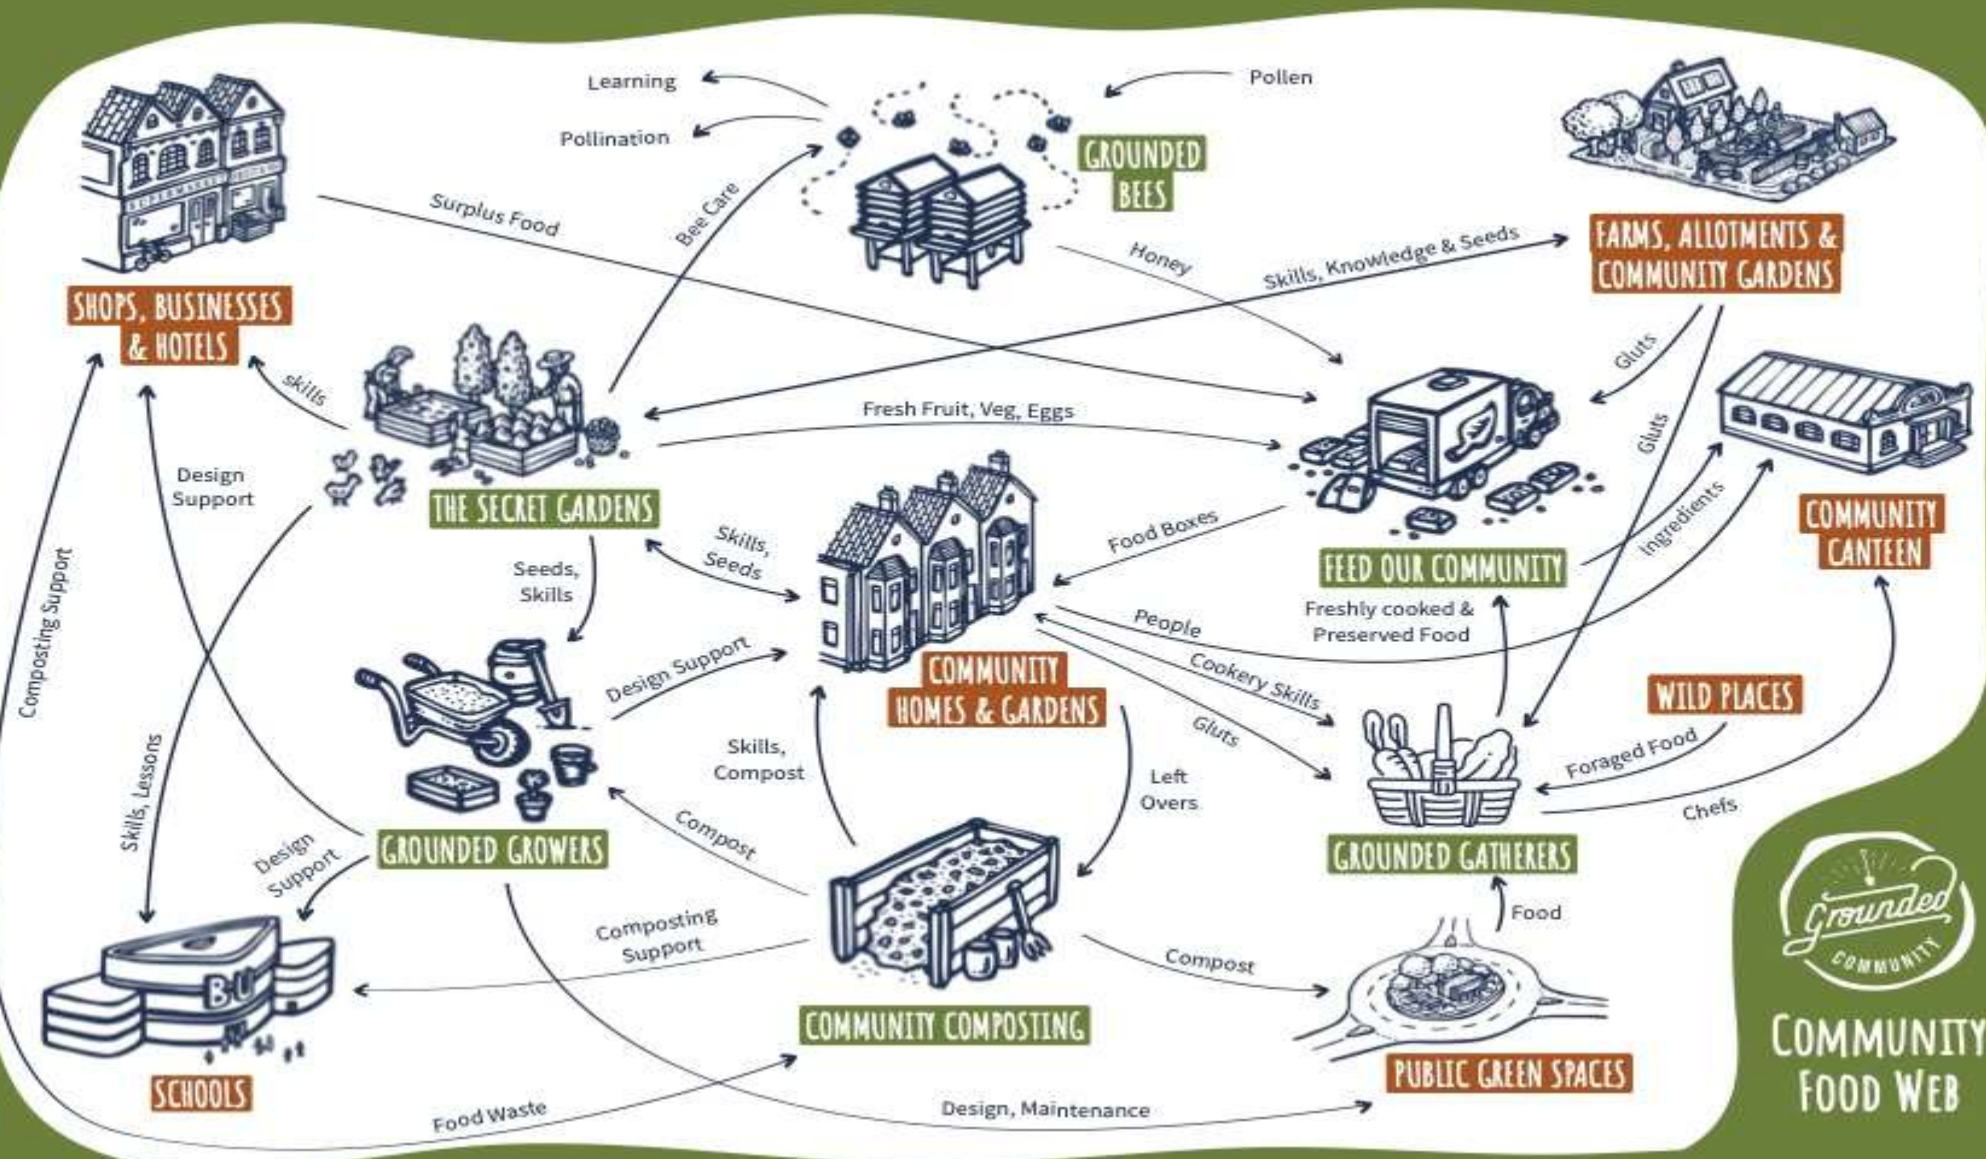 Learning
Pollination
Pollen
GROUNDED
BEES
SUPERMARKET
SHOPS, BUSINESSES
& HOTELS
Surplus Food
Bee Care
Honey
Skills, Knowledge & Seeds
FARMS, ALLOTMENTS &
COMMUNITY GARDENS
skills
Fresh Fruit, Veg, Eggs
Gluts
Gluts
Design
Support
THE SECRET GARDENS
Skills,
Seeds
Food Boxes
FEED OUR COMMUNITY
Ingredients
COMMUNITY
CANTEEN
Composting Support
Seeds,
Skills
Freshly cooked &
Preserved Food
People
Design Support
COMMUNITY
HOMES & GARDENS
Cookery Skills
Gluts
WILD PLACES
Foraged Food
Chefs
Skills, Lessons
Skills,
Compost
Left
Overs
Compost
GROUNDED GROWERS
GROUNDED GATHERERS
Design
Support
Composting
Support
Compost
Food
BU
COMMUNITY COMPOSTING
PUBLIC GREEN SPACES
SCHOOLS
Food Waste
Design, Maintenance
Grounded
COMMUNITY
COMMUNITY
FOOD WEB